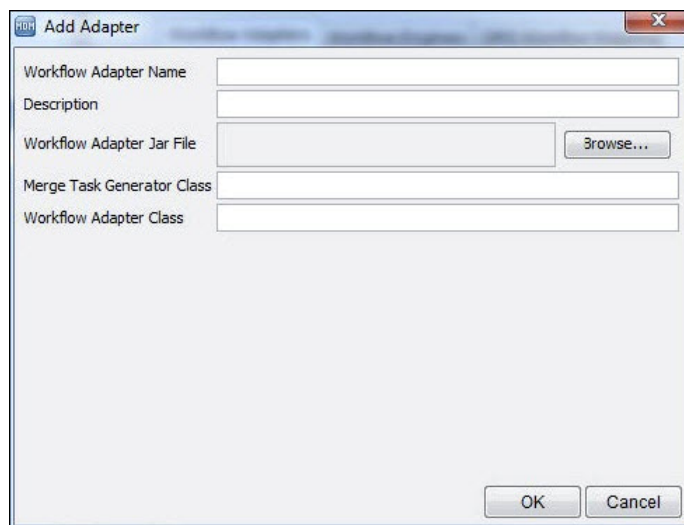 MDM Add Adapter
Workflow Adapter Name
Description
Workflow Adapter Jar File
Browse...
Merge Task Generator Class
Workflow Adapter Class
OK Cancel